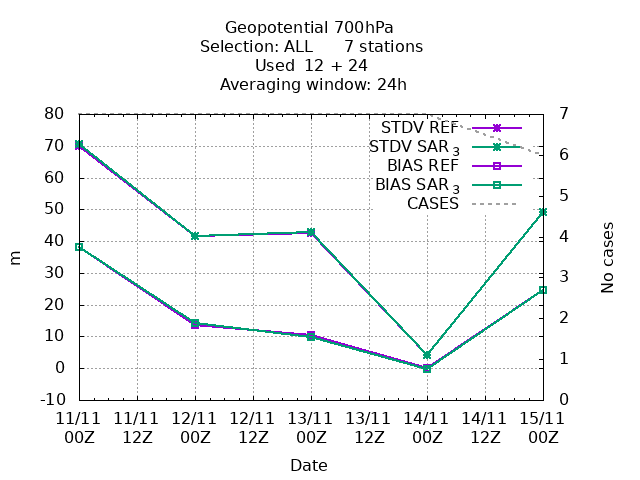 Geopotential 700hPa
Selection: ALL      7 stations
Used  12 + 24
Averaging window: 24h
STDV REF
STDV SAR 3
BIAS REF
BIAS SAR 3
CASES
80
70
60
50
40
30
20
10
0
-10
m
7
6
5
4
3
2
1
0
No cases
11/11 11/11 12/11 12/11 13/11 13/11 14/11 14/11 15/11
00Z 12Z 00Z 12Z 00Z 12Z 00Z 12Z 00Z
Date